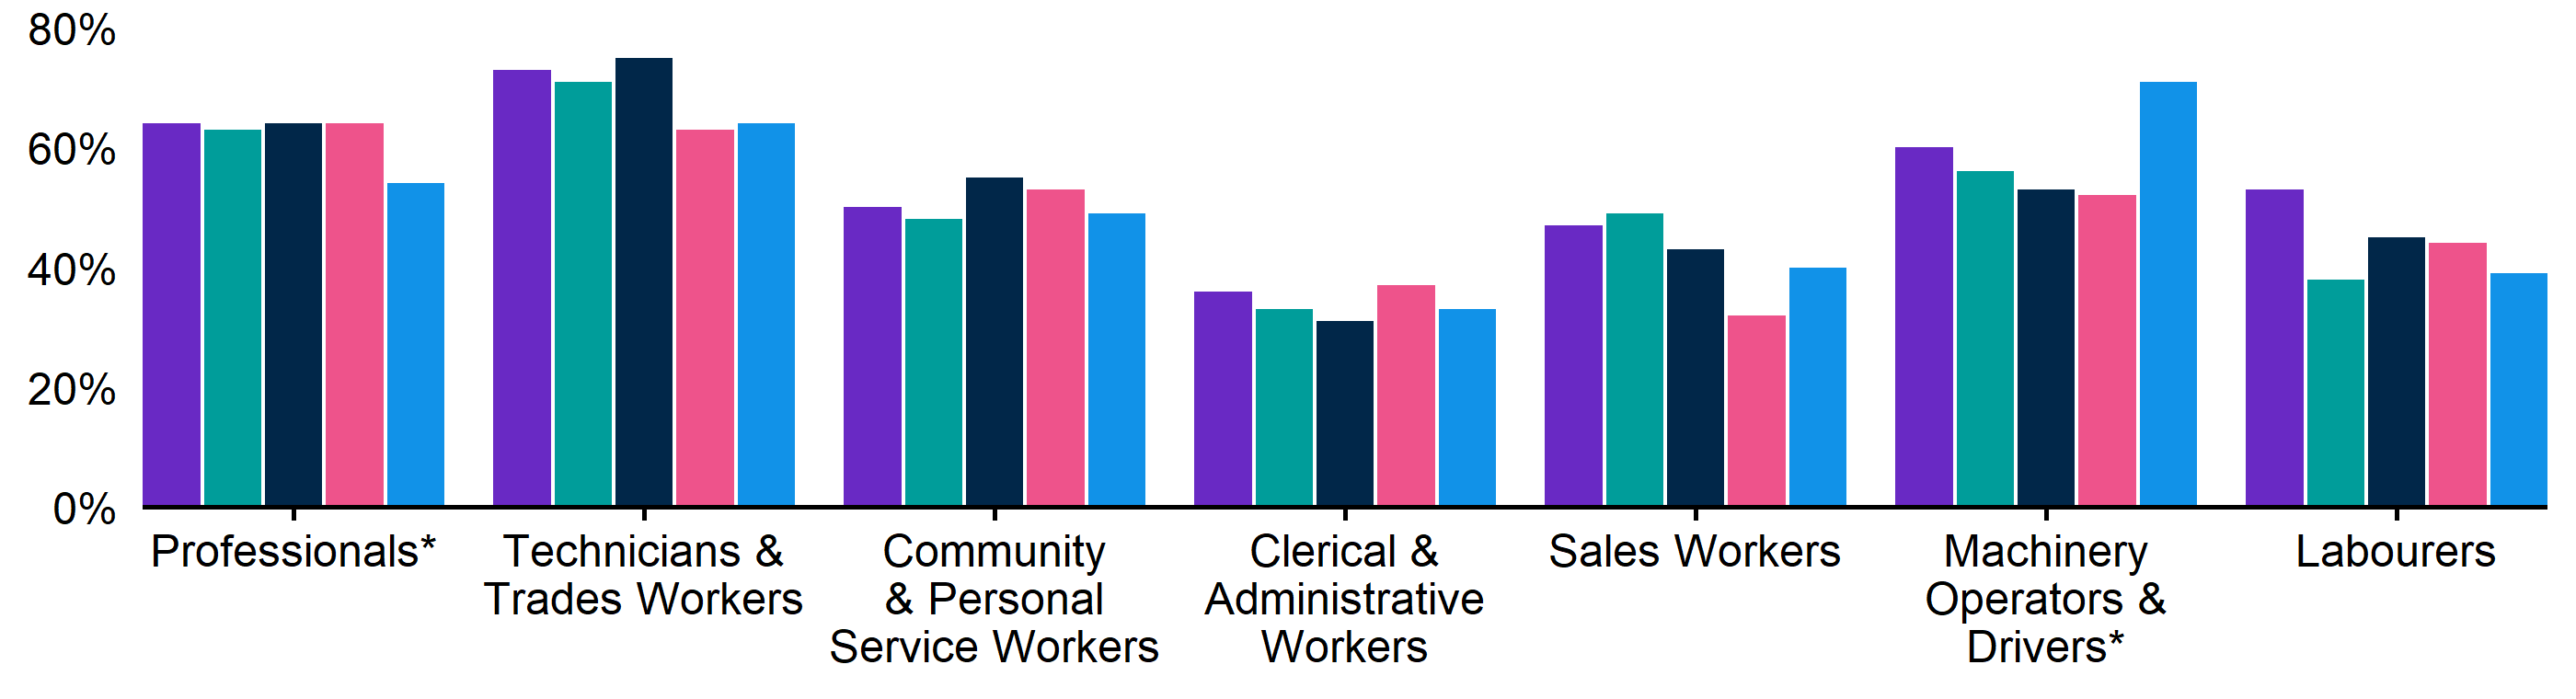 80%
60%
40%
20%
0%
Professionals*
Technicians &
Trades Workers
Community
& Personal
Service Workers
Clerical &
Administrative
Workers
Sales Workers
Machinery
Operators &
Drivers*
Labourers